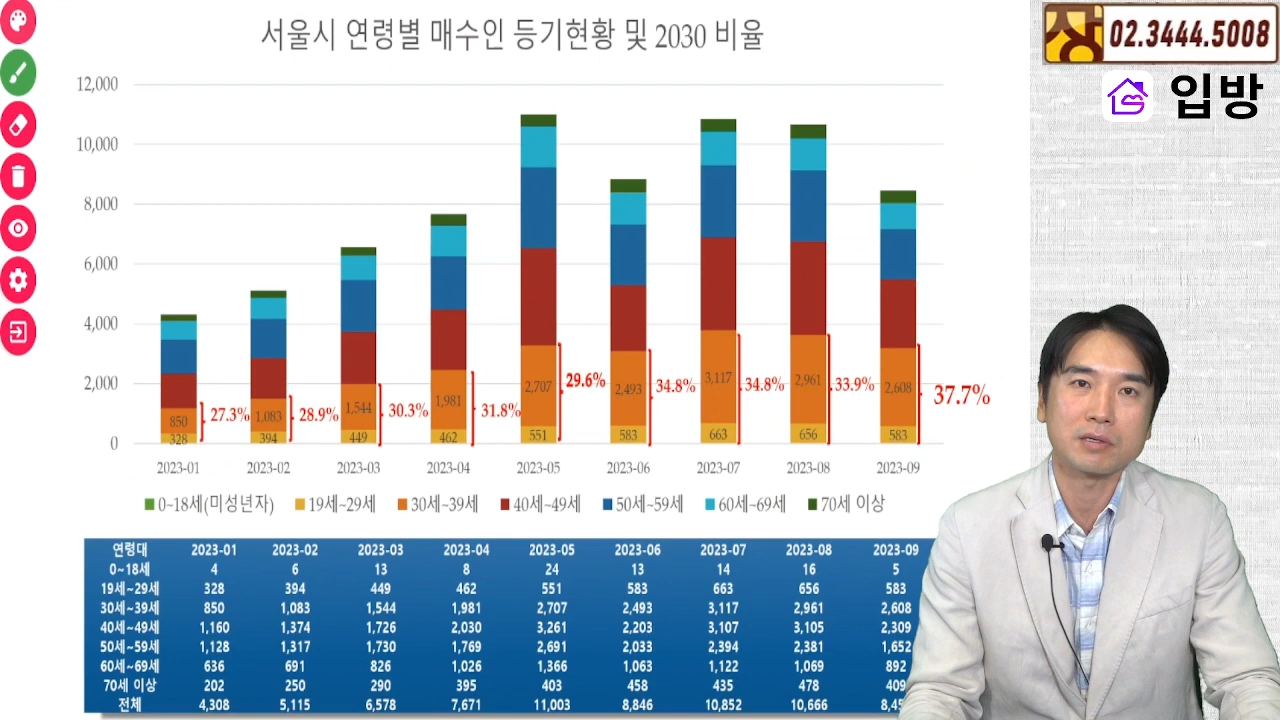 서울시 연령별 매수인 등기현황 및 2030 비율
02.3444.5008
입방
12,000
10,000
8,000
6,000
4,000
2,000
0
850
328
27.3%
1,083
394
28.9%
1,544
449
30.3%
1,981
462
31.8%
2,707
551
29.6%
2,493
583
34.8%
3,117
663
34.8%
2,961
656
33.9%
2,608
583
37.7%
2023-01 2023-02 2023-03 2023-04 2023-05 2023-06 2023-07 2023-08 2023-09
0~18세(미성년자) 19세~29세 30세~39세 40세~49세 50세~59세 60세~69세 70세 이상
연령대 2023-01 2023-02 2023-03 2023-04 2023-05 2023-06 2023-07 2023-08 2023-09
0~18세 4 6 13 8 24 13 14 16 5
19세~29세 328 394 449 462 551 583 663 656 583
30세~39세 850 1,083 1,544 1,981 2,707 2,493 3,117 2,961 2,608
40세~49세 1,160 1,374 1,726 2,030 3,261 2,203 3,107 3,105 2,309
50세~59세 1,128 1,317 1,730 1,769 2,691 2,033 2,394 2,381 1,652
60세~69세 636 691 826 1,026 1,366 1,063 1,122 1,069 892
70세 이상 202 250 290 395 403 458 435 478 409
전체 4,308 5,115 6,578 7,671 11,003 8,846 10,852 10,666